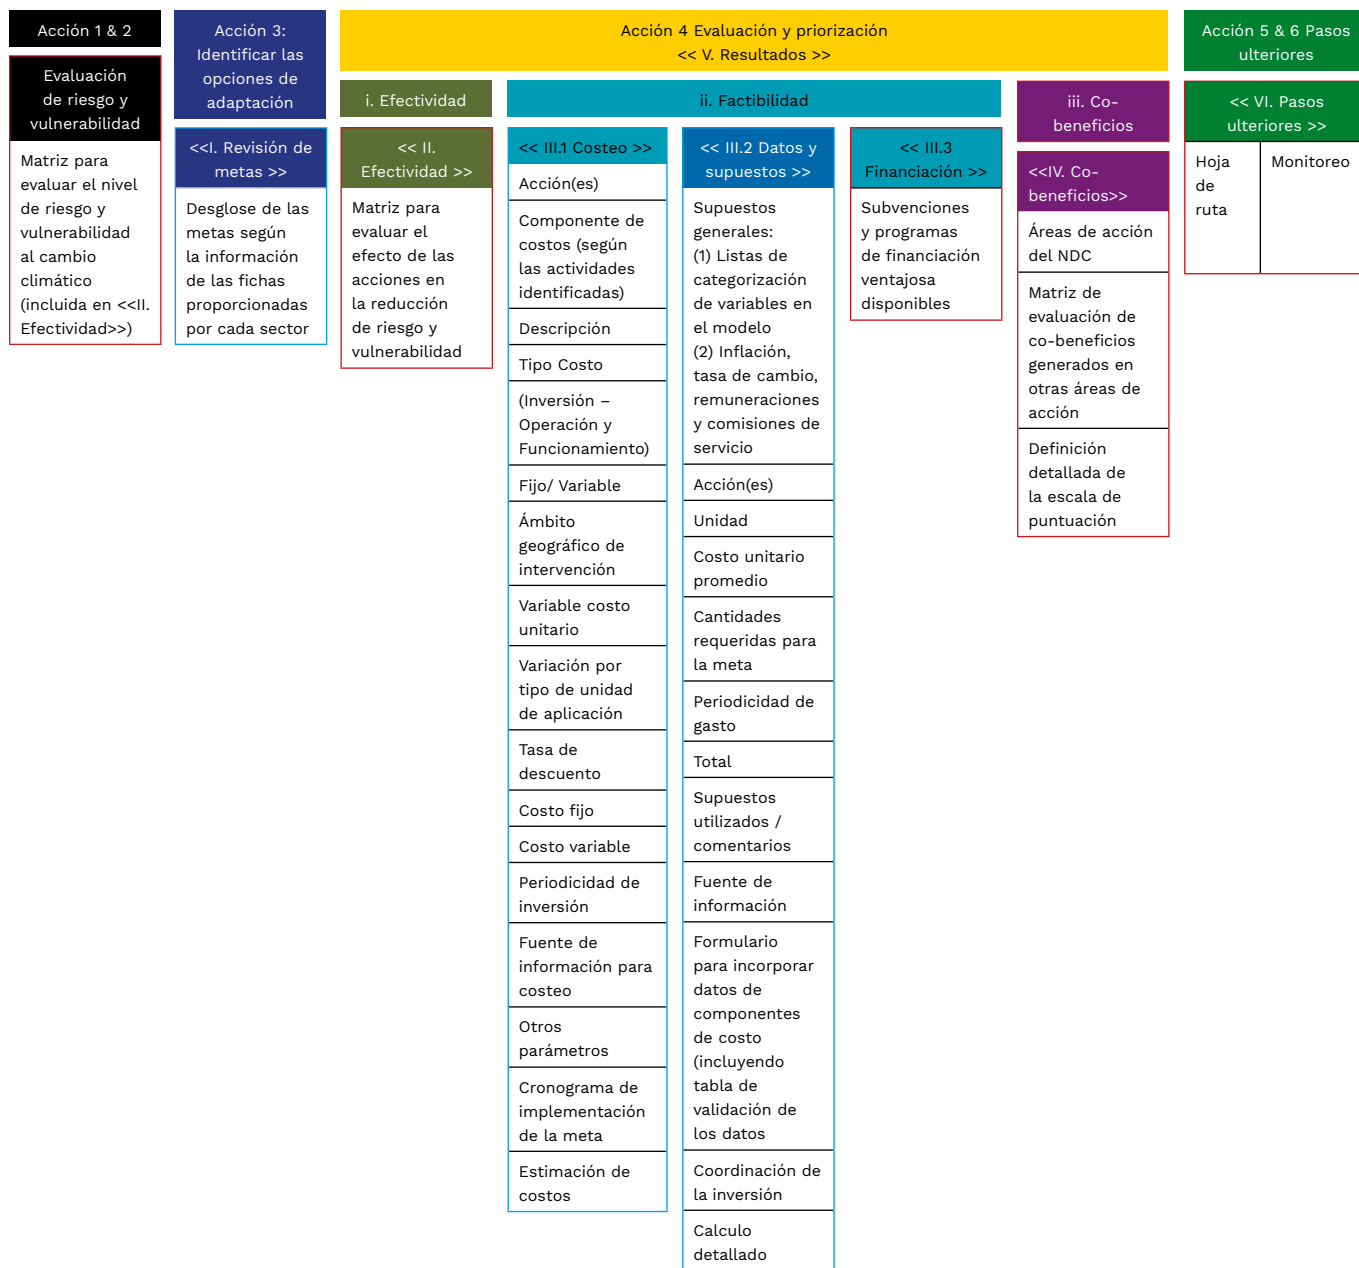 Acción 1 & 2
Evaluación
de riesgo y
vulnerabilidad
Matriz para
evaluar el nivel
de riesgo y
vulnerabilidad
al cambio
climático
(incluida en <<II.
Efectividad>>)
Acción 3:
Identificar las
opciones de
adaptación
<<I. Revisión de
metas >>
Desglose de las
metas según
la información
de las fichas
proporcionadas
por cada sector
Acción 4 Evaluación y priorización
<< V. Resultados >>
i. Efectividad
<< II.
Efectividad >>
Matriz para
evaluar el
efecto de las
acciones en
la reducción
de riesgo y
vulnerabilidad
ii. Factibilidad
<< III.1 Costeo >>
Acción(es)
Componente de
costos (según
las actividades
identificadas)
Descripción
Tipo Costo
(Inversión –
Operación y
Funcionamiento)
Fijo/ Variable
Ámbito
geográfico de
intervención
Variable costo
unitario
Variación por
tipo de unidad
de aplicación
Tasa de
descuento
Costo fijo
Costo variable
Periodicidad de
inversión
Fuente de
información para
costeo
Otros
parámetros
Cronograma de
implementación
de la meta
Estimación de
costos
<< III.2 Datos y
supuestos >>
Supuestos
generales:
(1) Listas de
categorización
de variables en
el modelo
(2) Inflación,
tasa de cambio,
remuneraciones
y comisiones de
servicio
Acción(es)
Unidad
Costo unitario
promedio
Cantidades
requeridas para
la meta
Periodicidad de
gasto
Total
Supuestos
utilizados /
comentarios
Fuente de
información
Formulario
para incorporar
datos de
componentes
de costo
(incluyendo
tabla de
validación de
los datos
Coordinación de
la inversión
Calculo
detallado
<< III.3
Financiación >>
Subvenciones
y programas
de financiación
ventajosa
disponibles
iii. Co-
beneficios
<<IV. Co-
beneficios>>
Áreas de acción
del NDC
Matriz de
evaluación de
co-beneficios
generados en
otras áreas de
acción
Definición
detallada de
la escala de
puntuación
Acción 5 & 6 Pasos
ulteriores
<< VI. Pasos
ulteriores >>
Hoja
de
ruta
Monitoreo